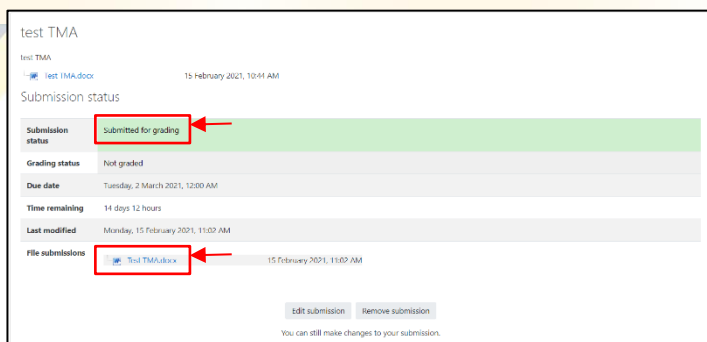 test TMA
test TMA
Test TMA.docx 15 February 2021, 10:44 AM
Submission status
Submission status Submitted for grading
Grading status Not graded
Due date Tuesday, 2 March 2021, 12:00 AM
Time remaining 14 days 12 hours
Last modified Monday, 15 February 2021, 11:02 AM
File submissions Test TMA.docx 15 February 2021, 11:02 AM
Edit submission Remove submission
You can still make changes to your submission.